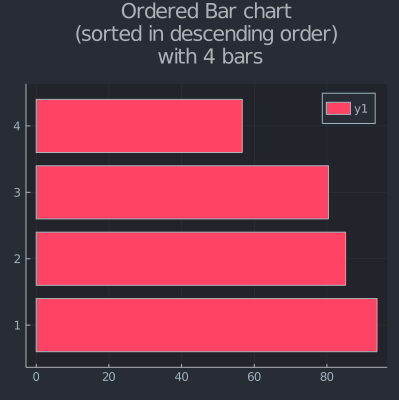 Ordered Bar chart
(sorted in descending order)
with 4 bars
y1
4
3
2
1
0 20 40 60 80